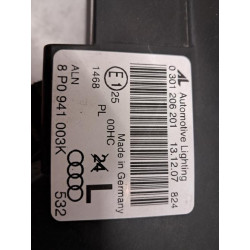 AL Automotive Lighting
0 301 206 201 13.12.07 824
E1 25 00HC Made in Germany
1468 PL
ALN
8 P0 941 003K
L
532